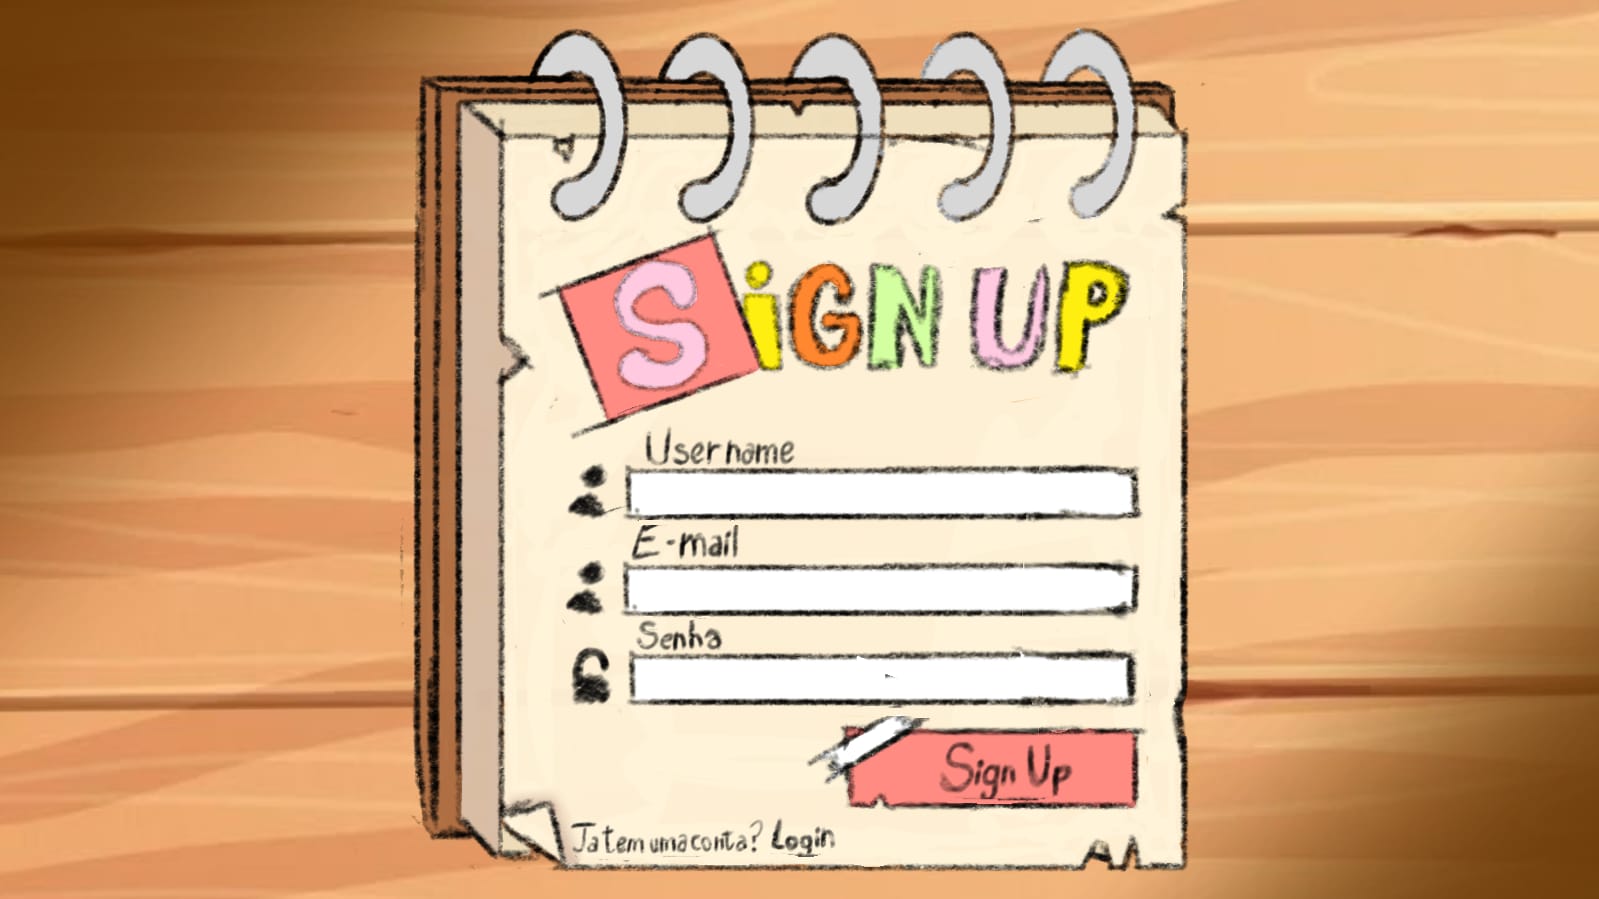 SiGN UP
Username
E-mail
Senha
Sign Up
Ja tem uma conta? Login